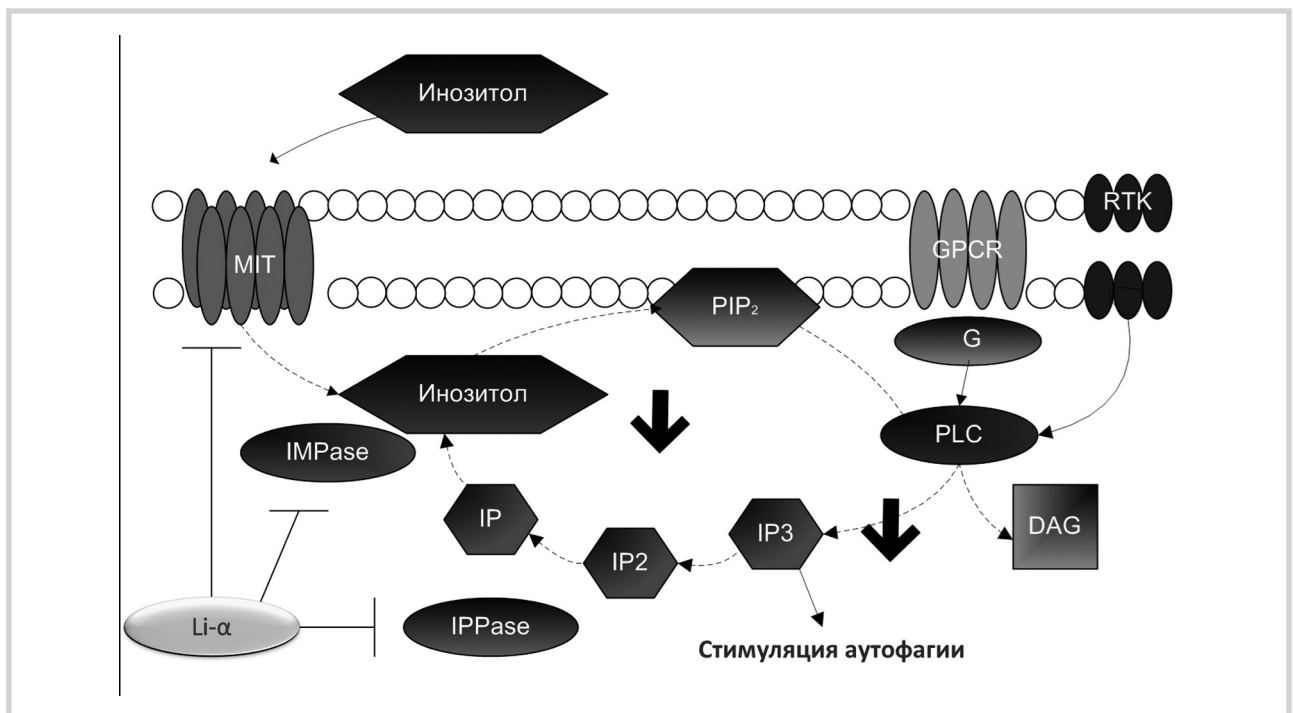 Инозитол
RTK
MIT
GPCR
PIP₂
G
Инозитол
PLC
IMPase
IP
IP3
DAG
IP2
Li-α
IPPase
Стимуляция аутофагии